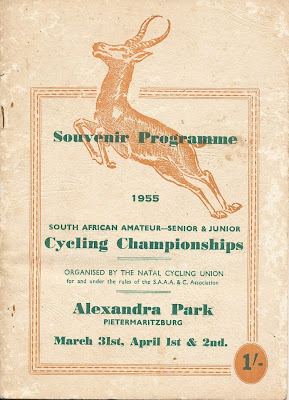 Souvenir Programme
1955
SOUTH AFRICAN AMATEUR—SENIOR & JUNIOR
Cycling Championships
ORGANISED BY THE NATAL CYCLING UNION
for and under the rules of the S.A.A.A. & C. Association
Alexandra Park
PIETERMARITZBURG
March 31st, April 1st & 2nd.
1/-